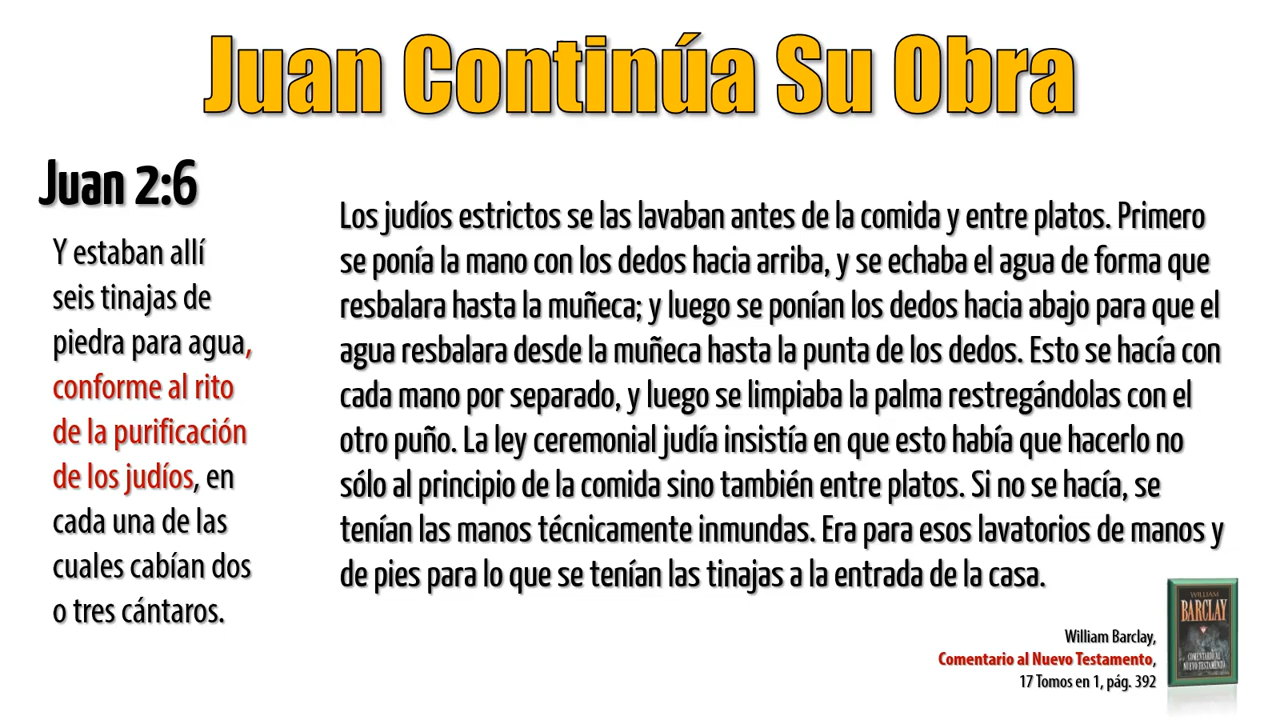 Juan Continúa Su Obra
Juan 2:6
Y estaban allí
seis tinajas de
piedra para agua,
conforme al rito
de la purificación
de los judíos, en
cada una de las
cuales cabían dos
o tres cántaros.
Los judíos estrictos se las lavaban antes de la comida y entre platos. Primero
se ponía la mano con los dedos hacia arriba, y se echaba el agua de forma que
resbalara hasta la muñeca; y luego se ponían los dedos hacia abajo para que el
agua resbalara desde la muñeca hasta la punta de los dedos. Esto se hacía con
cada mano por separado, y luego se limpiaba la palma restregándolas con el
otro puño. La ley ceremonial judía insistía en que esto había que hacerlo no
sólo al principio de la comida sino también entre platos. Si no se hacía, se
tenían las manos técnicamente inmundas. Era para esos lavatorios de manos y
de pies para lo que se tenían las tinajas a la entrada de la casa.
William Barclay,
Comentario al Nuevo Testamento,
17 Tomos en 1, pág. 392
WILLIAM
BARCLAY
COMENTARIO AL
NUEVO TESTAMENTO